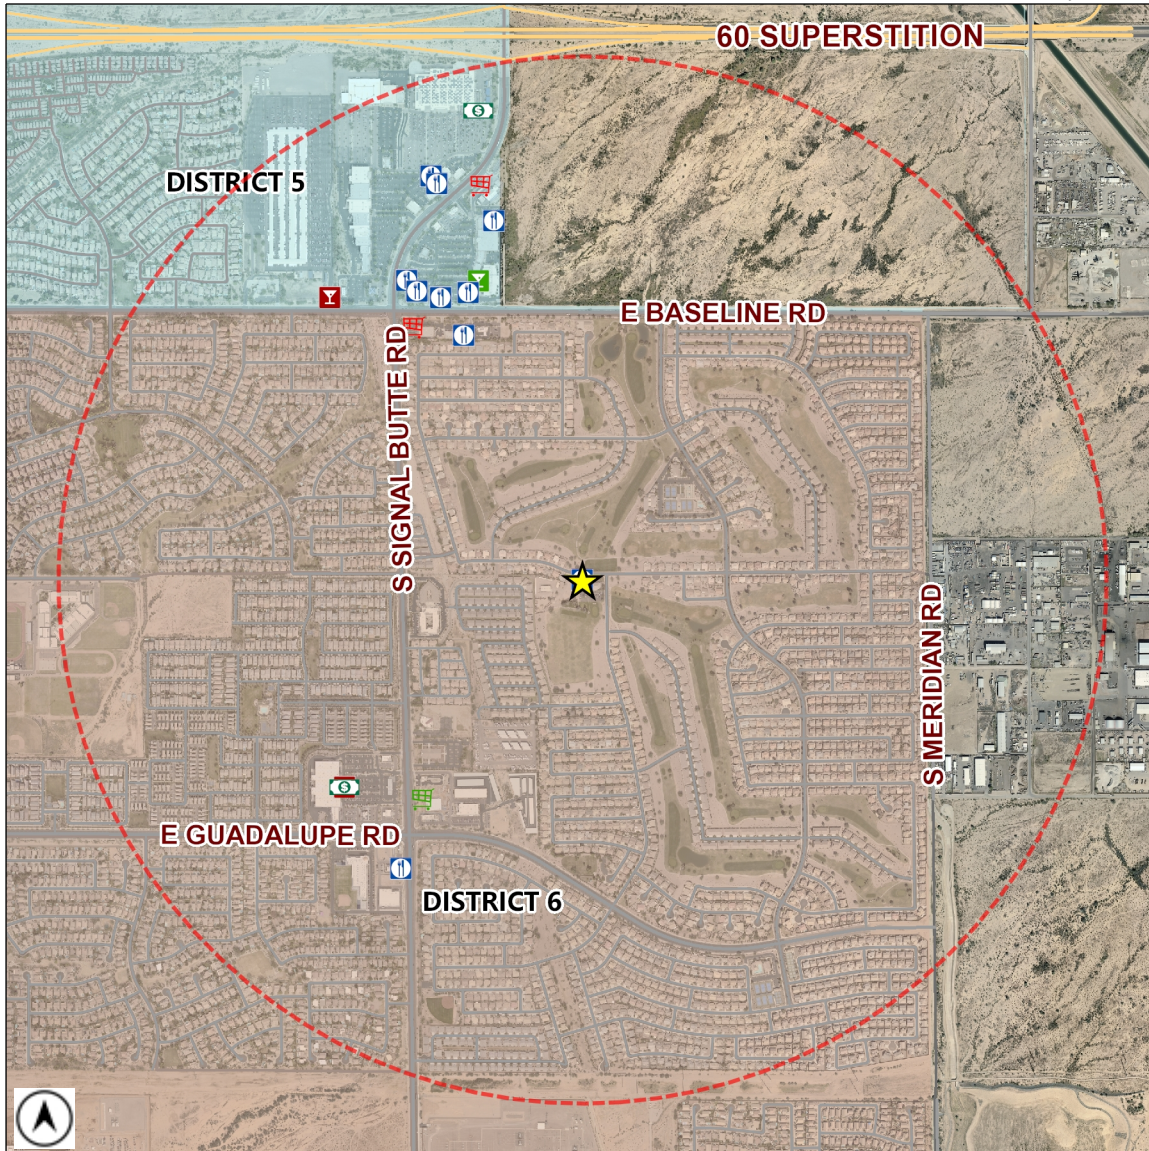 60 SUPERSTITION
DISTRICT 5
E BASELINE RD
S SIGNAL BUTTE RD
S MERIDIAN RD
E GUADALUPE RD
DISTRICT 6